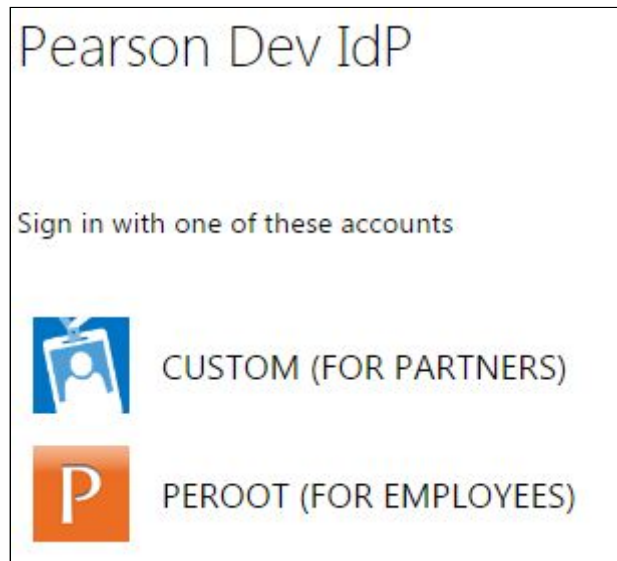 Pearson Dev IdP
Sign in with one of these accounts
CUSTOM (FOR PARTNERS)
P
PEROOT (FOR EMPLOYEES)